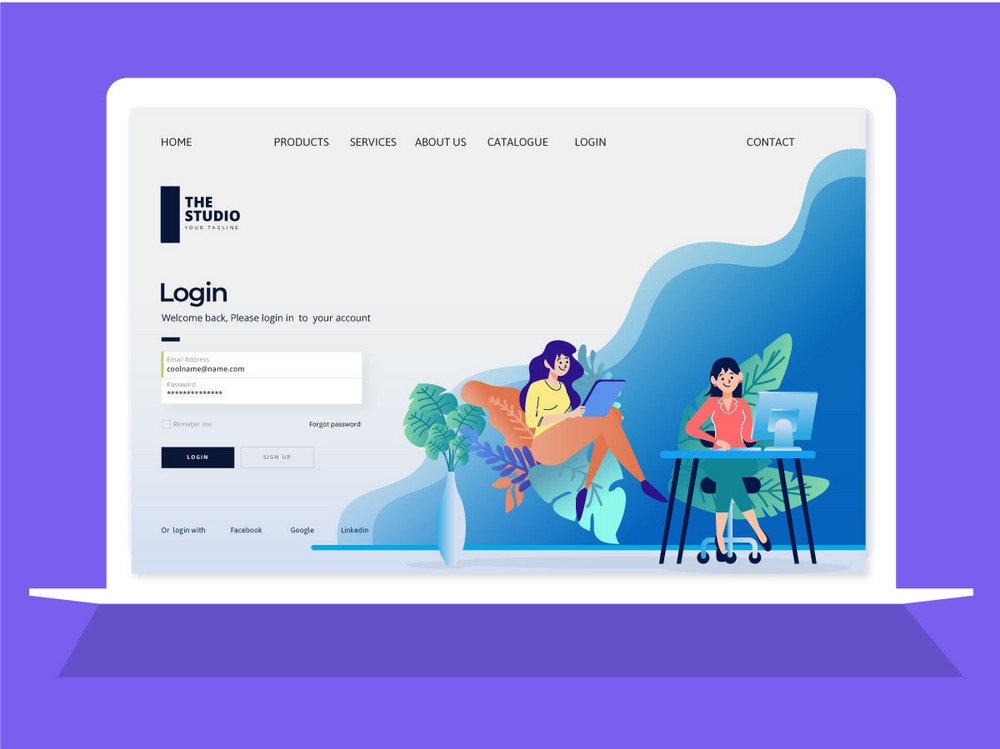 HOME PRODUCTS SERVICES ABOUT US CATALOGUE LOGIN CONTACT
THE
STUDIO
YOUR TAGLINE
Login
Welcome back, Please login in to your account
Email Address
coolname@name.com
Password
**************
Remeber me Forgot password
LOGIN SIGN UP
Or login with Facebook Google Linkedin